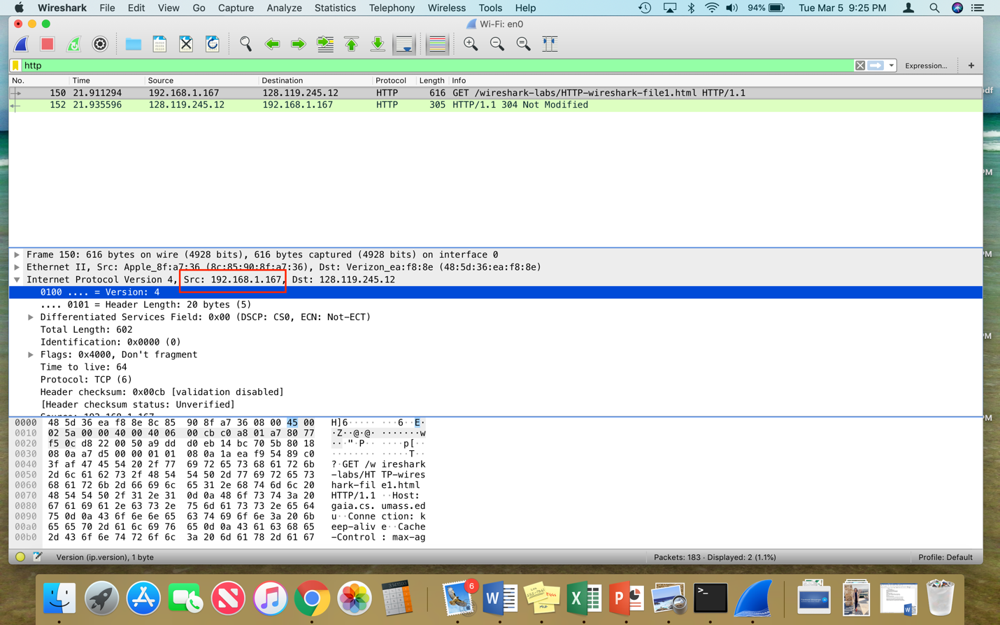 Wireshark File Edit View Go Capture Analyze Statistics Telephony Wireless Tools Help 94% Tue Mar 5 9:25 PM
Wi-Fi: en0
http Expression... +
No. Time Source Destination Protocol Length Info
150 21.911294 192.168.1.167 128.119.245.12 HTTP 616 GET /wireshark-labs/HTTP-wireshark-file1.html HTTP/1.1
152 21.935596 128.119.245.12 192.168.1.167 HTTP 305 HTTP/1.1 304 Not Modified
Frame 150: 616 bytes on wire (4928 bits), 616 bytes captured (4928 bits) on interface 0
Ethernet II, Src: Apple_8f:a7:36 (8c:85:90:8f:a7:36), Dst: Verizon_ea:f8:8e (48:5d:36:ea:f8:8e)
Internet Protocol Version 4, Src: 192.168.1.167, Dst: 128.119.245.12
0100 .... = Version: 4
.... 0101 = Header Length: 20 bytes (5)
Differentiated Services Field: 0x00 (DSCP: CS0, ECN: Not-ECT)
Total Length: 602
Identification: 0x0000 (0)
Flags: 0x4000, Don't fragment
Time to live: 64
Protocol: TCP (6)
Header checksum: 0x00cb [validation disabled]
[Header checksum status: Unverified]
Source: 192.168.1.167
0000 48 5d 36 ea f8 8e 8c 85 90 8f a7 36 08 00 45 00 H]6····· ···6··E·
0010 02 5a 00 00 40 00 40 06 00 cb c0 a8 01 a7 80 77 ·Z··@·@· ·······w
0020 f5 0c d8 22 00 50 a9 dd d0 eb 14 bc 70 5b 80 18 ···"·P·· ····p[··
0030 08 0a a7 d5 00 00 01 01 08 0a 1a ea f9 54 89 c0 ········ ·····T··
0040 3f af 47 45 54 20 2f 77 69 72 65 73 68 61 72 6b ?·GET /w ireshark
0050 2d 6c 61 62 73 2f 48 54 54 50 2d 77 69 72 65 73 -labs/HT TP-wires
0060 68 61 72 6b 2d 66 69 6c 65 31 2e 68 74 6d 6c 20 hark-fil e1.html
0070 48 54 54 50 2f 31 2e 31 0d 0a 48 6f 73 74 3a 20 HTTP/1.1 ··Host:
0080 67 61 69 61 2e 63 73 2e 75 6d 61 73 73 2e 65 64 gaia.cs. umass.ed
0090 75 0d 0a 43 6f 6e 6e 65 63 74 69 6f 6e 3a 20 6b u··Conne ction: k
00a0 65 65 70 2d 61 6c 69 76 65 0d 0a 43 61 63 68 65 eep-aliv e··Cache
00b0 2d 43 6f 6e 74 72 6f 6c 3a 20 6d 61 78 2d 61 67 -Control : max-ag
Version (ip.version), 1 byte Packets: 183 · Displayed: 2 (1.1%) Profile: Default
6